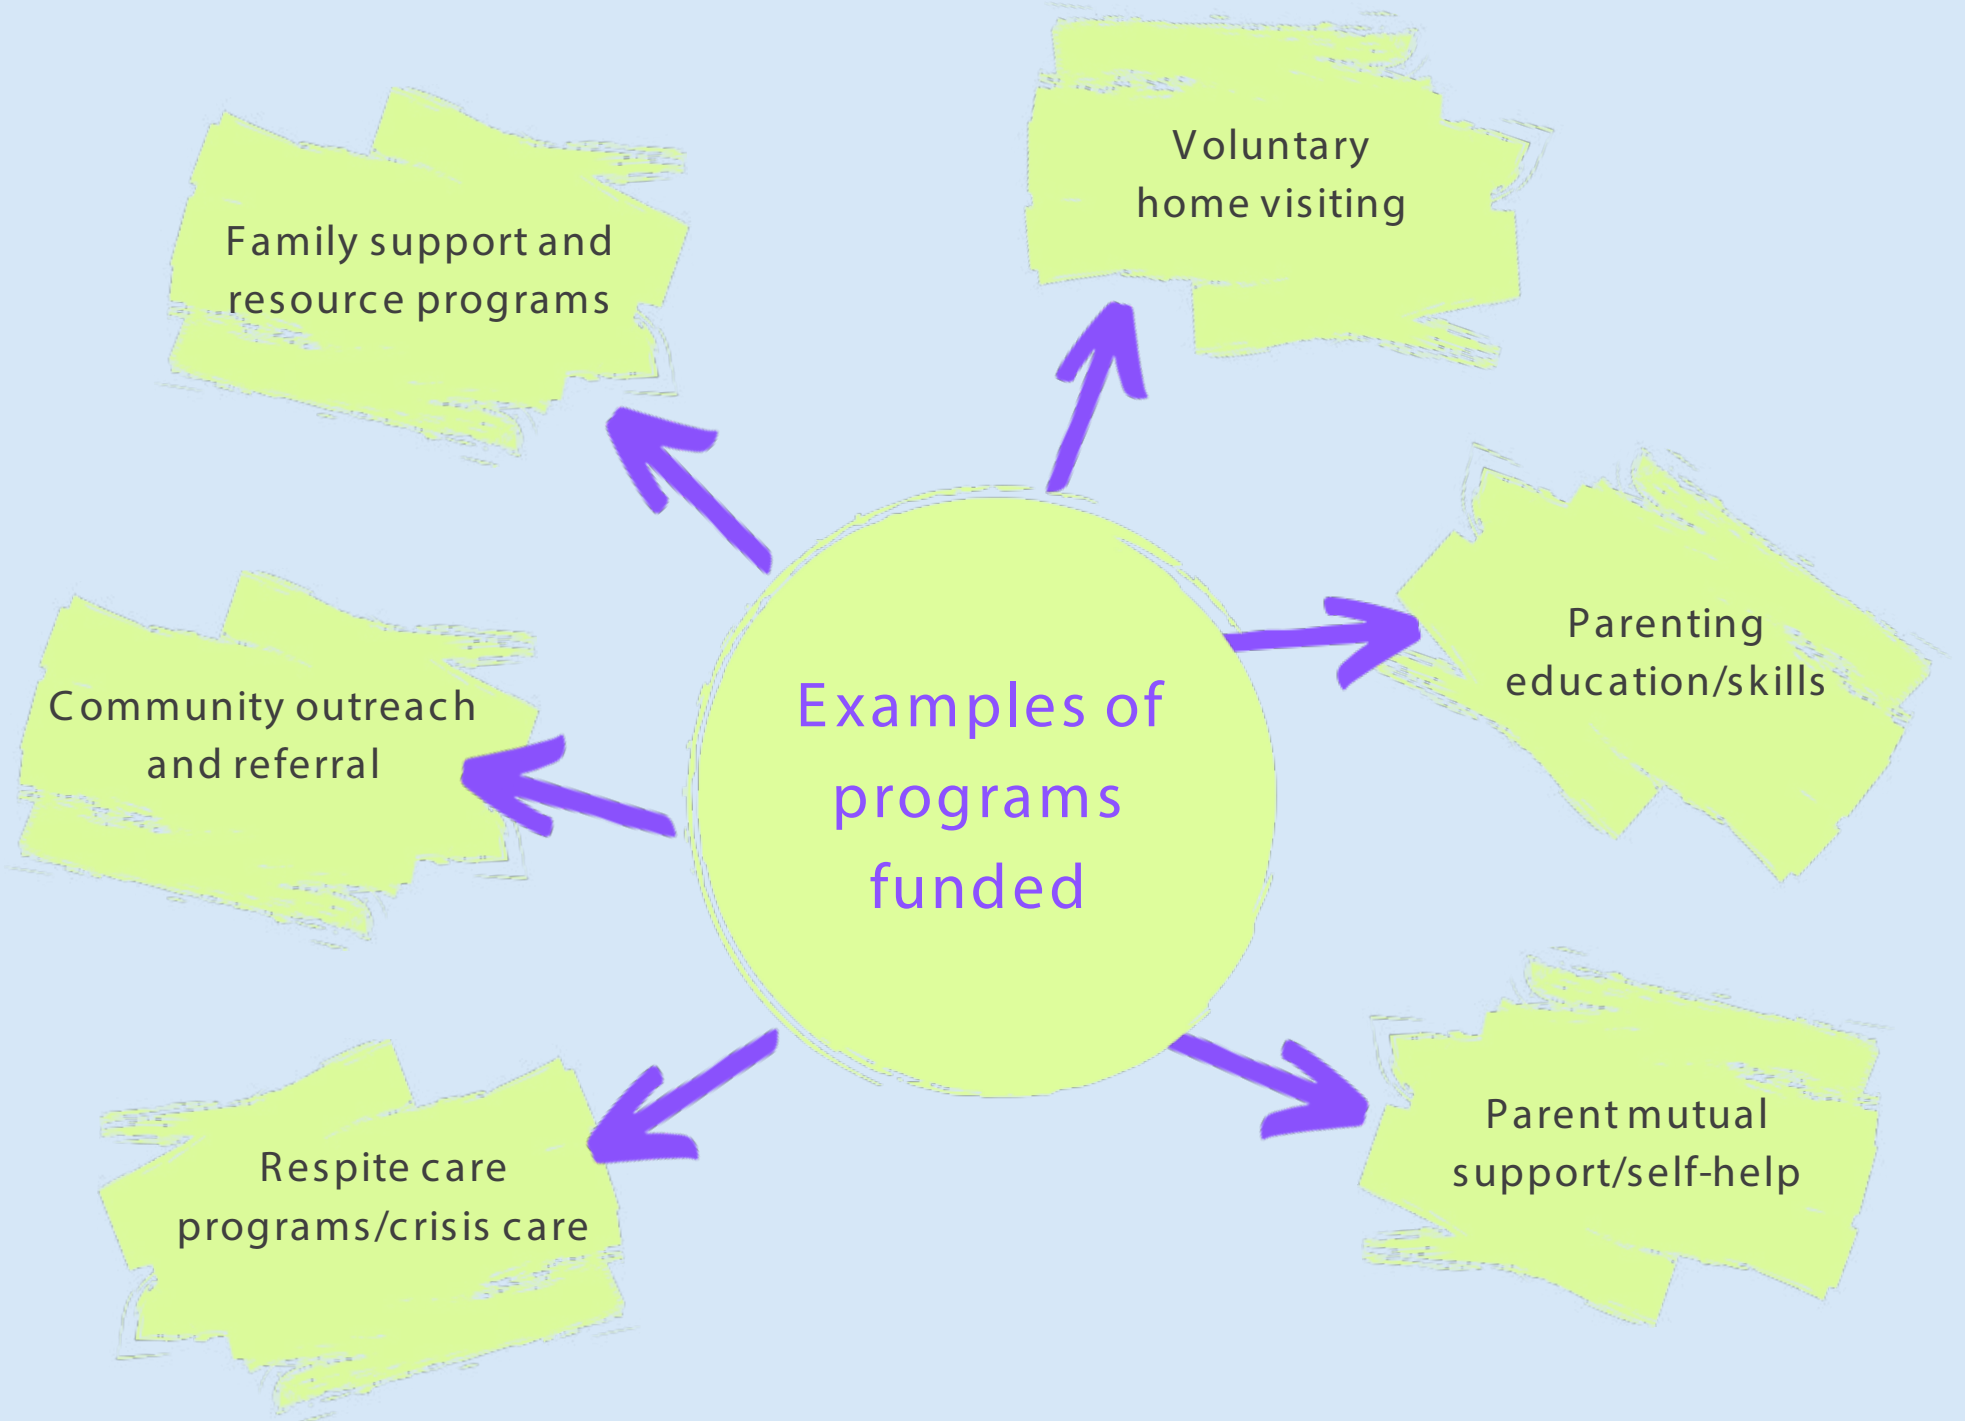 Voluntary
home visiting
Family support and
resource programs
Parenting
education/skills
Community outreach
and referral
Examples of
programs
funded
Parent mutual
support/self-help
Respite care
programs/crisis care